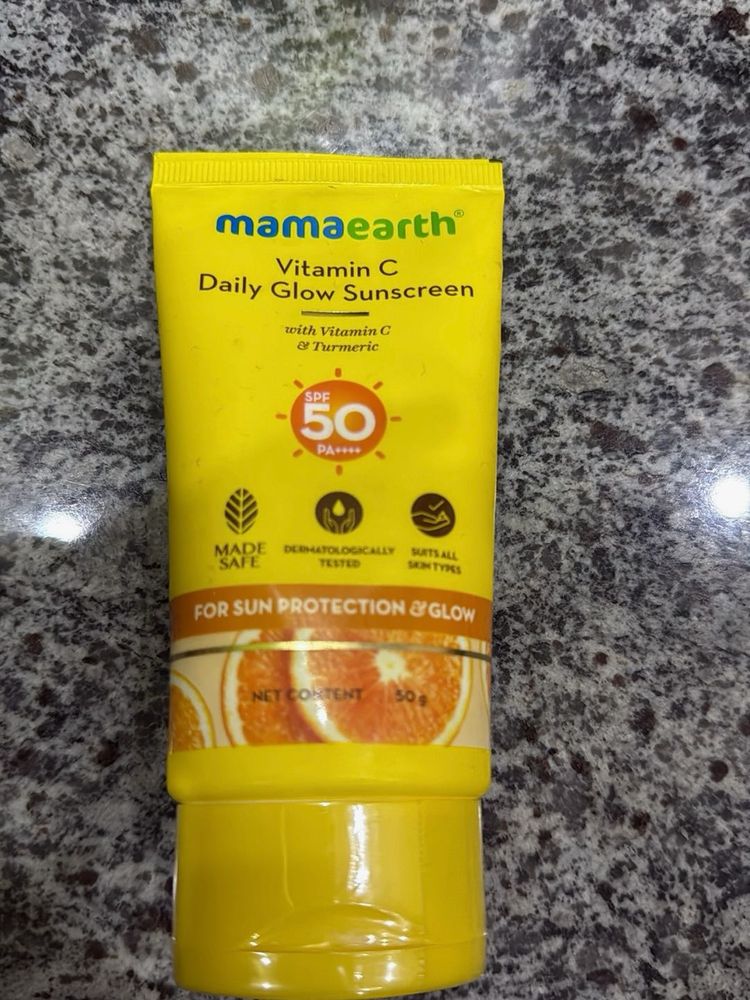 mamaearth®
Vitamin C
Daily Glow Sunscreen
with Vitamin C
& Turmeric
SPF
50
PA++++
MADE
SAFE
DERMATOLOGICALLY
TESTED
SUITS ALL
SKIN TYPES
FOR SUN PROTECTION & GLOW
NET CONTENT 50 g